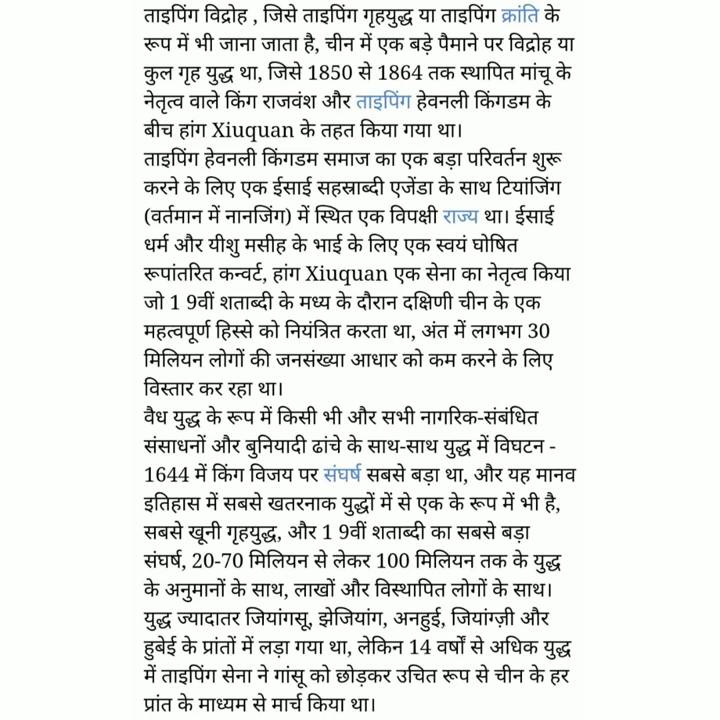 ताइपिंग विद्रोह , जिसे ताइपिंग गृहयुद्ध या ताइपिंग क्रांति के
रूप में भी जाना जाता है, चीन में एक बड़े पैमाने पर विद्रोह या
कुल गृह युद्ध था, जिसे 1850 से 1864 तक स्थापित मांचू के
नेतृत्व वाले किंग राजवंश और ताइपिंग हेवनली किंगडम के
बीच हांग Xiuquan के तहत किया गया था।
ताइपिंग हेवनली किंगडम समाज का एक बड़ा परिवर्तन शुरू
करने के लिए एक ईसाई सहस्राब्दी एजेंडा के साथ टियांजिंग
(वर्तमान में नानजिंग) में स्थित एक विपक्षी राज्य था। ईसाई
धर्म और यीशु मसीह के भाई के लिए एक स्वयं घोषित
रूपांतरित कन्वर्ट, हांग Xiuquan एक सेना का नेतृत्व किया
जो 1 9वीं शताब्दी के मध्य के दौरान दक्षिणी चीन के एक
महत्वपूर्ण हिस्से को नियंत्रित करता था, अंत में लगभग 30
मिलियन लोगों की जनसंख्या आधार को कम करने के लिए
विस्तार कर रहा था।
वैध युद्ध के रूप में किसी भी और सभी नागरिक-संबंधित
संसाधनों और बुनियादी ढांचे के साथ-साथ युद्ध में विघटन -
1644 में किंग विजय पर संघर्ष सबसे बड़ा था, और यह मानव
इतिहास में सबसे खतरनाक युद्धों में से एक के रूप में भी है,
सबसे खूनी गृहयुद्ध, और 1 9वीं शताब्दी का सबसे बड़ा
संघर्ष, 20-70 मिलियन से लेकर 100 मिलियन तक के युद्ध
के अनुमानों के साथ, लाखों और विस्थापित लोगों के साथ।
युद्ध ज्यादातर जियांगसू, झेजियांग, अनहुई, जियांग्ज़ी और
हुबेई के प्रांतों में लड़ा गया था, लेकिन 14 वर्षों से अधिक युद्ध
में ताइपिंग सेना ने गांसू को छोड़कर उचित रूप से चीन के हर
प्रांत के माध्यम से मार्च किया था।